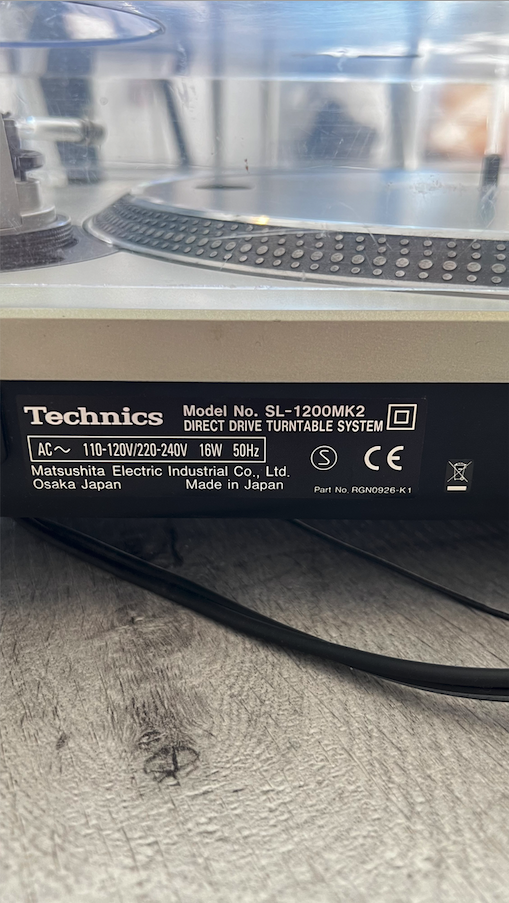 Technics
Model No. SL-1200MK2
DIRECT DRIVE TURNTABLE SYSTEM
AC～ 110-120V/220-240V 16W 50Hz
Matsushita Electric Industrial Co., Ltd.
Osaka Japan Made in Japan
S
CE
Part No. RGN0926-K1